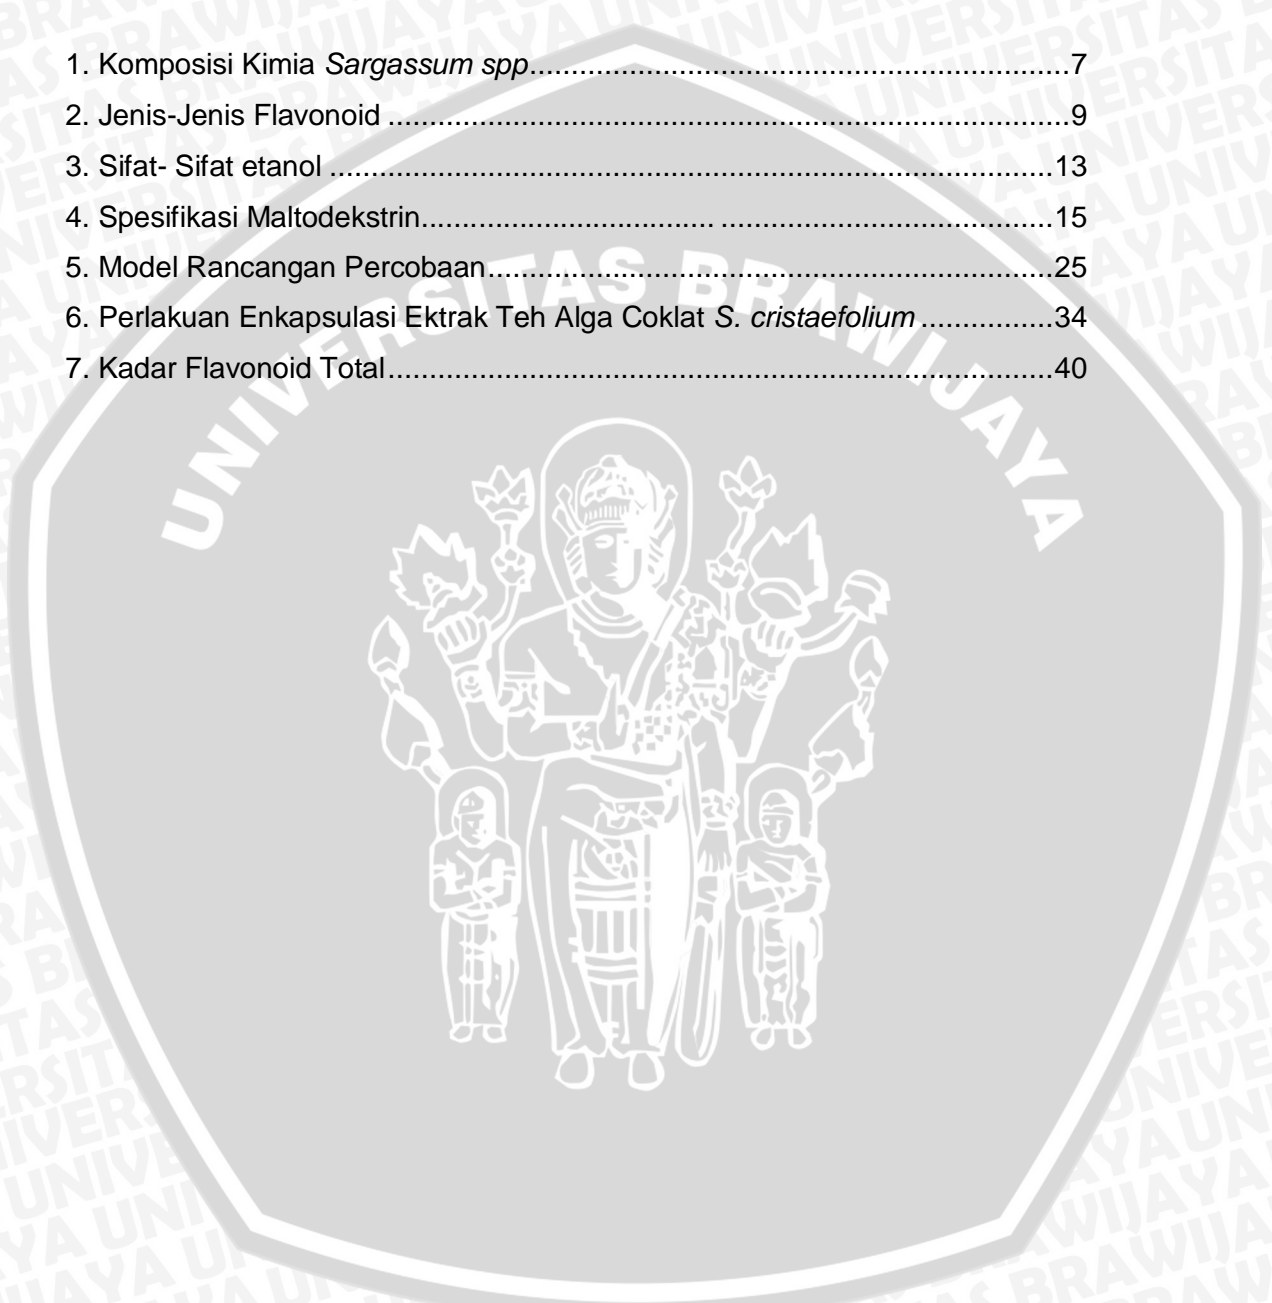 1. Komposisi Kimia Sargassum spp....................................................................7
2. Jenis-Jenis Flavonoid.......................................................................................9
3. Sifat- Sifat etanol............................................................................................13
4. Spesifikasi Maltodekstrin..................................... ..........................................15
5. Model Rancangan Percobaan........................................................................25
6. Perlakuan Enkapsulasi Ektrak Teh Alga Coklat S. cristaefolium.................34
7. Kadar Flavonoid Total.....................................................................................40
UNIVERSITAS BRAWIJAYA